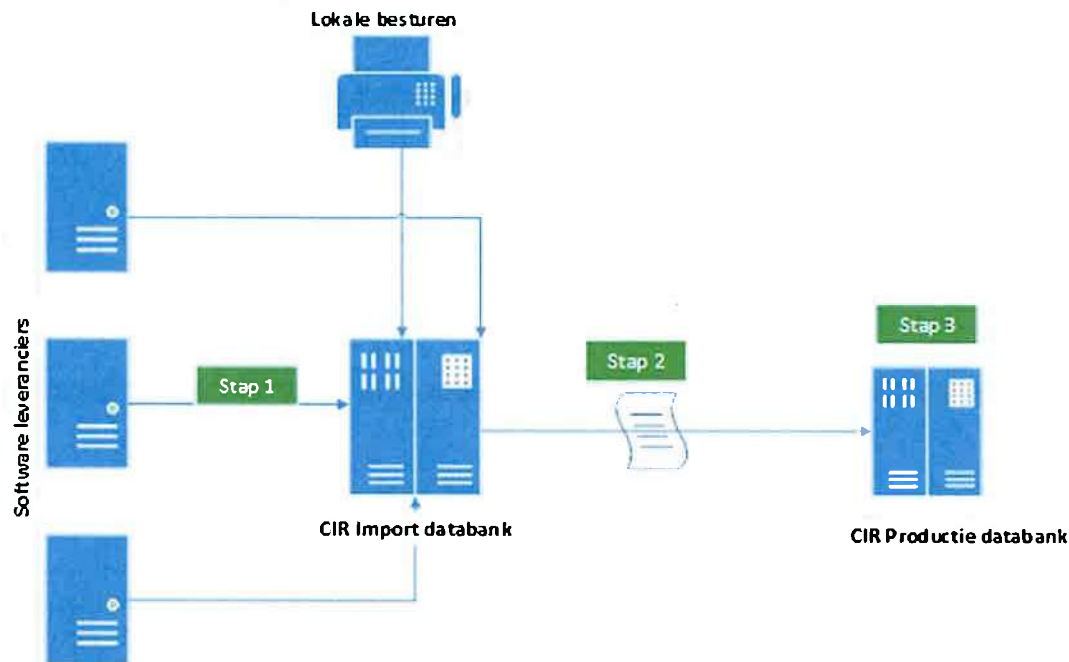 Lokale besturen
Software leveranciers
Stap 1
Stap 2
Stap 3
CIR Import databank
CIR Productie databank